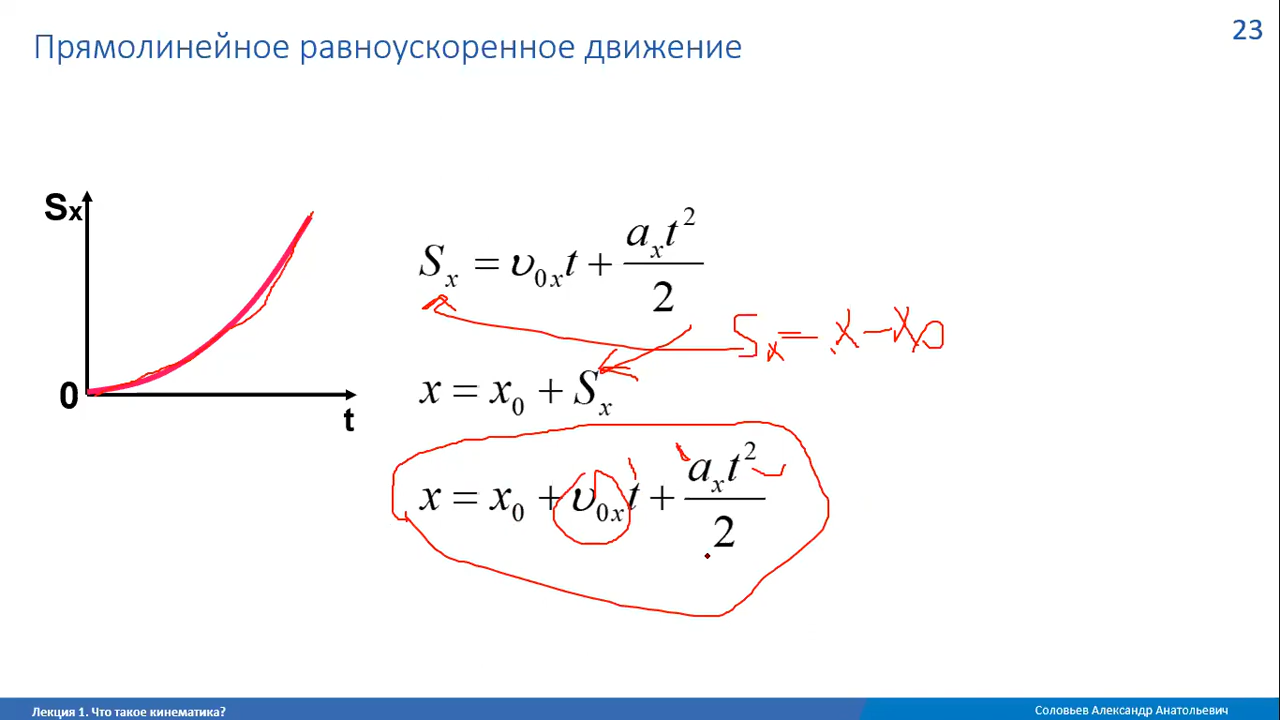 Прямолинейное равноускоренное движение
23
Sx
0
t
Sₓ = υ₀ₓt + aₓt²/2
Sₓ = x − x₀
x = x₀ + Sₓ
x = x₀ + υ₀ₓt + aₓt²/2
Лекция 1. Что такое кинематика?
Соловьев Александр Анатольевич